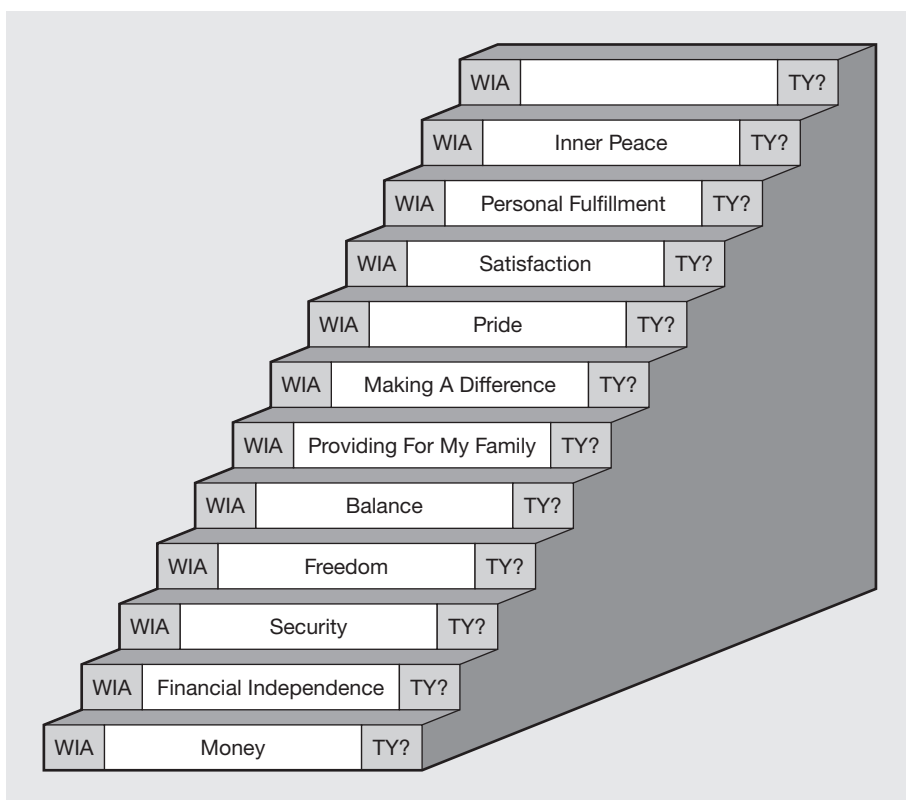 WIA TY?
WIA Inner Peace TY?
WIA Personal Fulfillment TY?
WIA Satisfaction TY?
WIA Pride TY?
WIA Making A Difference TY?
WIA Providing For My Family TY?
WIA Balance TY?
WIA Freedom TY?
WIA Security TY?
WIA Financial Independence TY?
WIA Money TY?